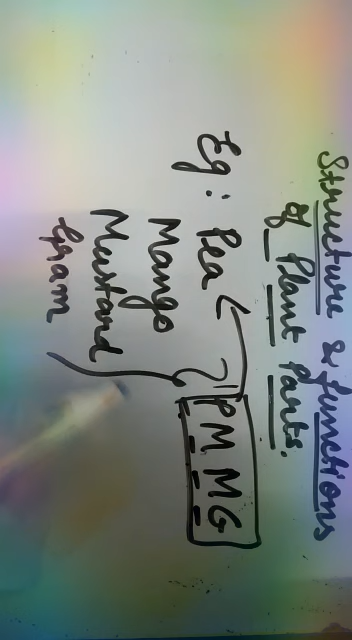 Structure & functions
of Plant Parts.
Eg: Pea
Mango
Mustard
Gram
PMMG